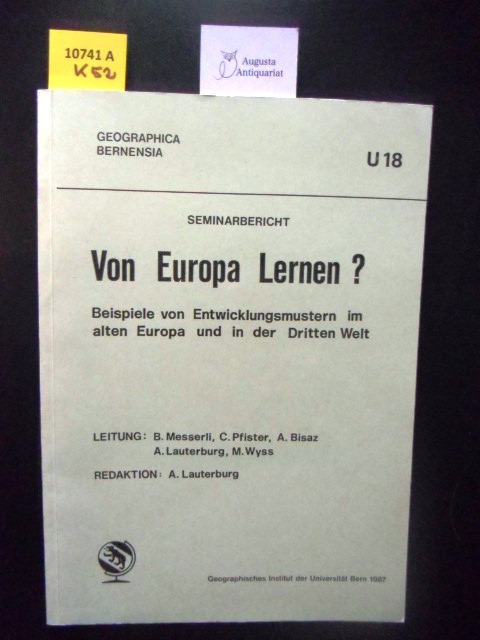 10741 A
K52
Augusta
Antiquariat
GEOGRAPHICA
BERNENSIA
U 18
SEMINARBERICHT
Von Europa Lernen ?
Beispiele von Entwicklungsmustern im
alten Europa und in der Dritten Welt
LEITUNG: B. Messerli, C. Pfister, A. Bisaz
A. Lauterburg, M. Wyss
REDAKTION: A. Lauterburg
Geographisches Institut der Universität Bern 1987